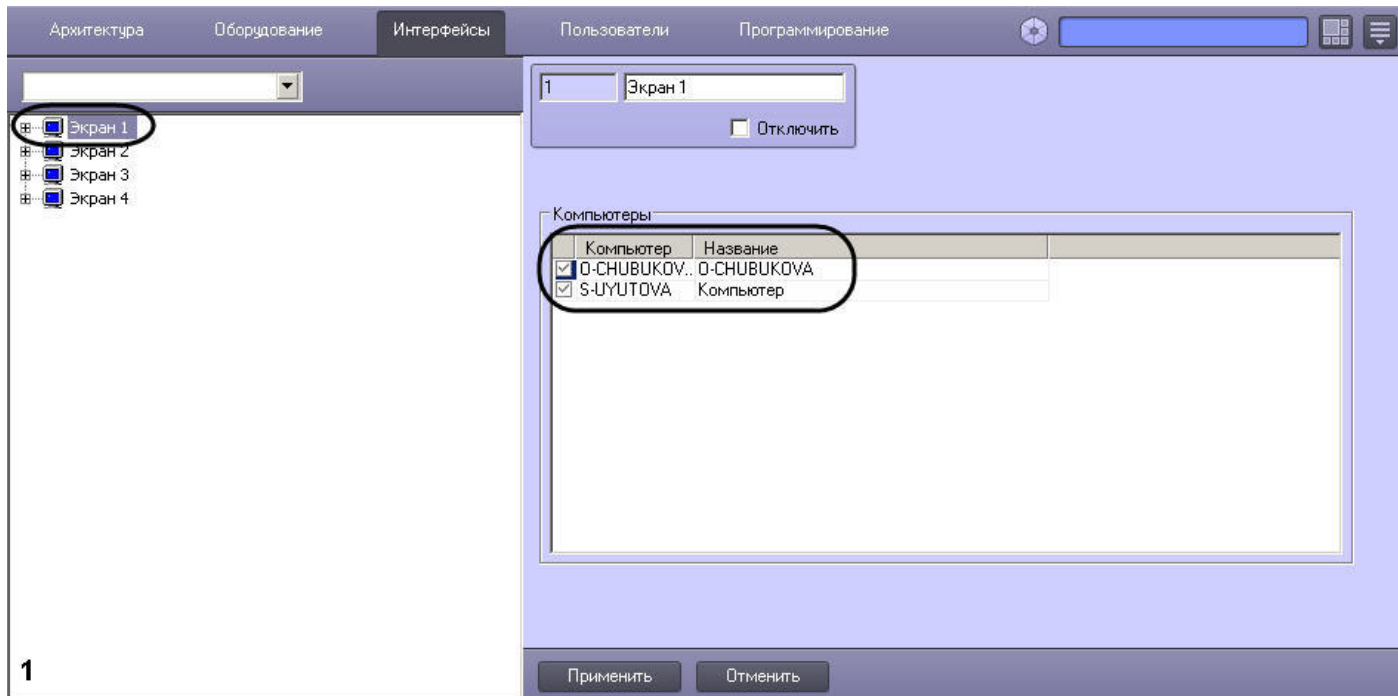 Архитектура Оборудование Интерфейсы Пользователи Программирование
1 Экран 1
Отключить
Экран 1
Экран 2
Экран 3
Экран 4
Компьютеры
Компьютер Название
O-CHUBUKOV.. O-CHUBUKOVA
S-UYUTOVA Компьютер
1
Применить Отменить